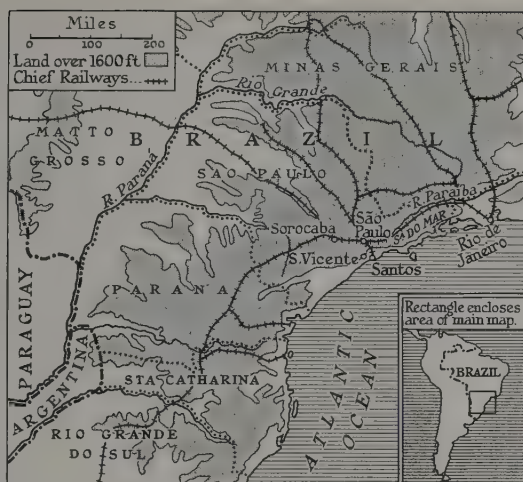 Miles
0 100 200
Land over 1600 ft
Chief Railways...
MINAS GERAIS
Rio Grande
BRAZIL
MATTO
GROSSO
R. Paraná
SAO PAULO
R. Paraiba
São
Paulo
Sa. DO MAR
Rio de
Janeiro
Sorocaba
S. Vicente
Santos
PARANA
PARAGUAY
ARGENTINA
STA CATHARINA
RIO GRANDE
DO SUL
ATLANTIC
OCEAN
Rectangle encloses
area of main map.
BRAZIL